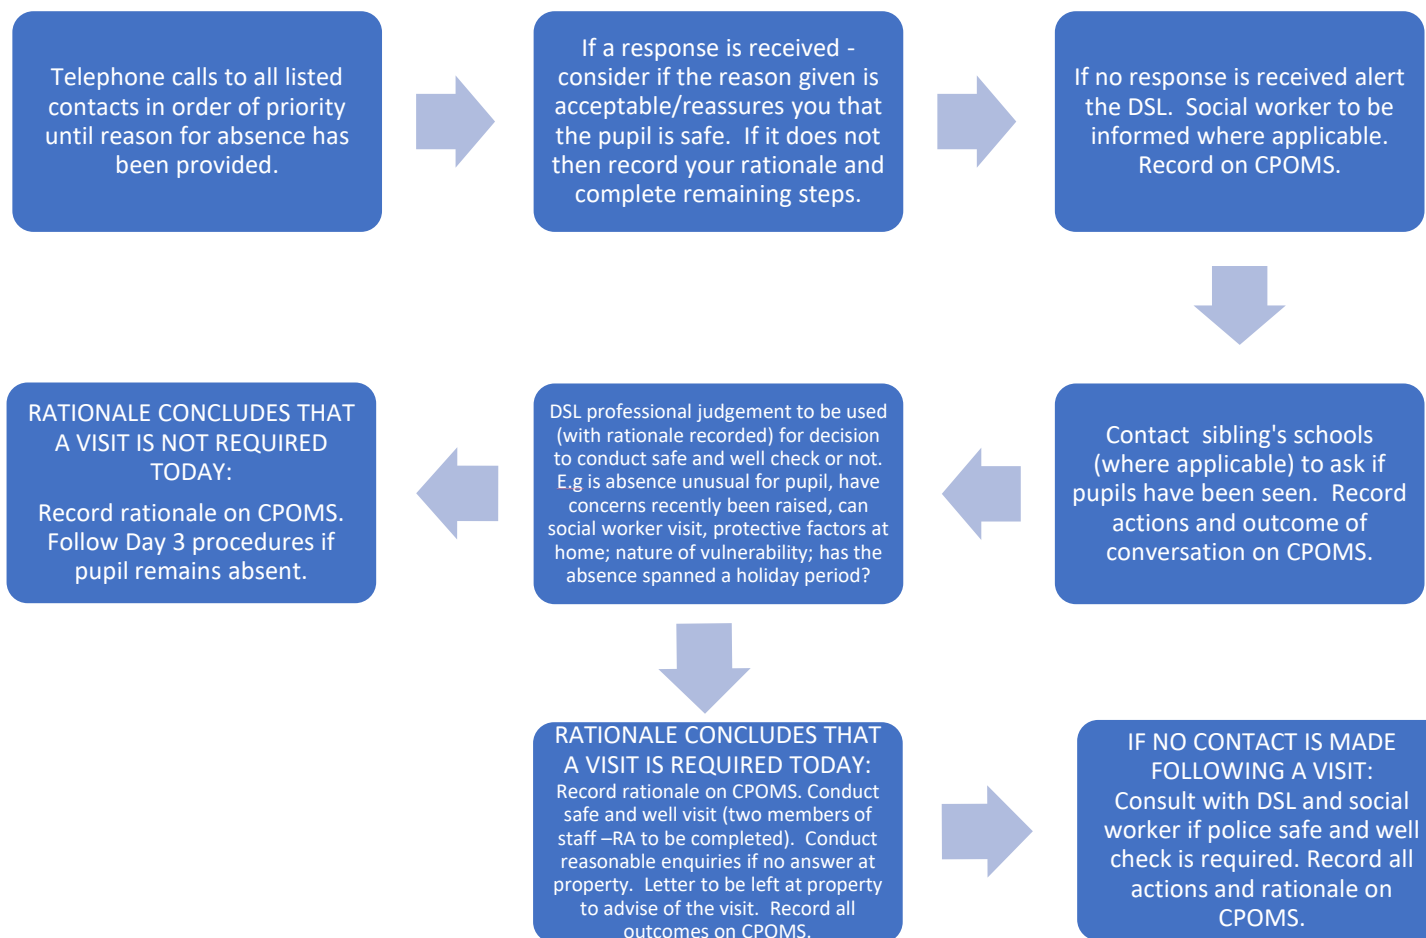 Telephone calls to all listed
contacts in order of priority
until reason for absence has
been provided.
If a response is received -
consider if the reason given is
acceptable/reassures you that
the pupil is safe.  If it does not
then record your rationale and
complete remaining steps.
If no response is received alert
the DSL.  Social worker to be
informed where applicable.
Record on CPOMS.
Contact  sibling's schools
(where applicable) to ask if
pupils have been seen.  Record
actions and outcome of
conversation on CPOMS.
DSL professional judgement to be used
(with rationale recorded) for decision
to conduct safe and well check or not.
E.g is absence unusual for pupil, have
concerns recently been raised, can
social worker visit, protective factors at
home; nature of vulnerability; has the
absence spanned a holiday period?
RATIONALE CONCLUDES THAT
A VISIT IS NOT REQUIRED
TODAY:
Record rationale on CPOMS.
Follow Day 3 procedures if
pupil remains absent.
RATIONALE CONCLUDES THAT
A VISIT IS REQUIRED TODAY:
Record rationale on CPOMS. Conduct
safe and well visit (two members of
staff –RA to be completed).  Conduct
reasonable enquiries if no answer at
property.  Letter to be left at property
to advise of the visit.  Record all
outcomes on CPOMS.
IF NO CONTACT IS MADE
FOLLOWING A VISIT:
Consult with DSL and social
worker if police safe and well
check is required. Record all
actions and rationale on
CPOMS.